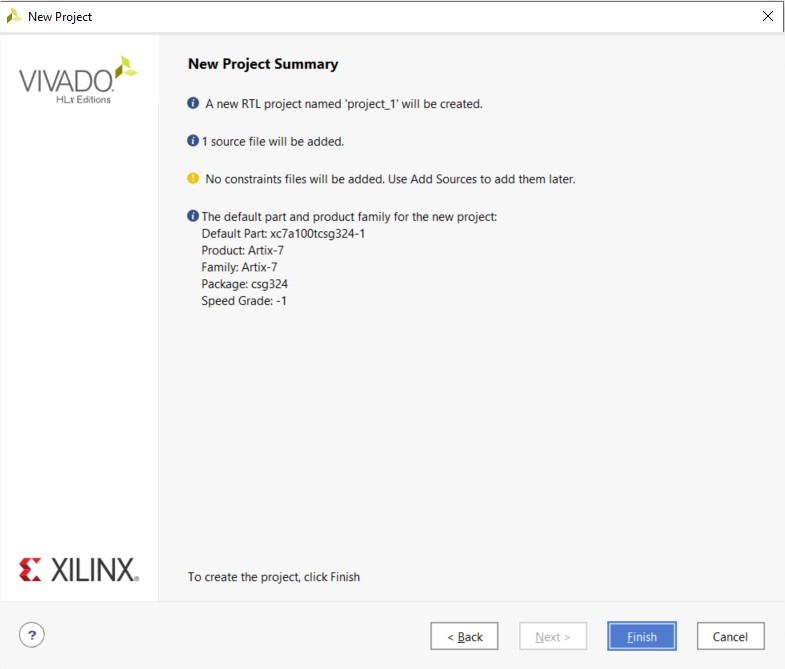 New Project
VIVADO.
HLx Editions
New Project Summary
A new RTL project named 'project_1' will be created.
1 source file will be added.
No constraints files will be added. Use Add Sources to add them later.
The default part and product family for the new project:
Default Part: xc7a100tcsg324-1
Product: Artix-7
Family: Artix-7
Package: csg324
Speed Grade: -1
XILINX®
To create the project, click Finish
?
< Back
Next >
Finish
Cancel